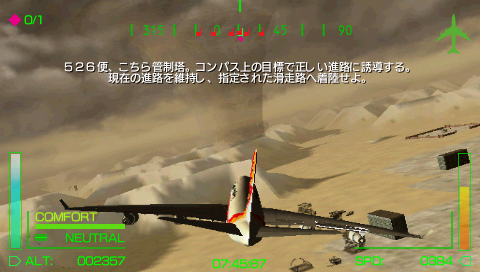 0/1
315 0 45 90
５２６便、こちら管制塔。コンパス上の目標で正しい進路に誘導する。
現在の進路を維持し、指定された滑走路へ着陸せよ。
COMFORT
NEUTRAL
ALT: 002357
SPD: 0394